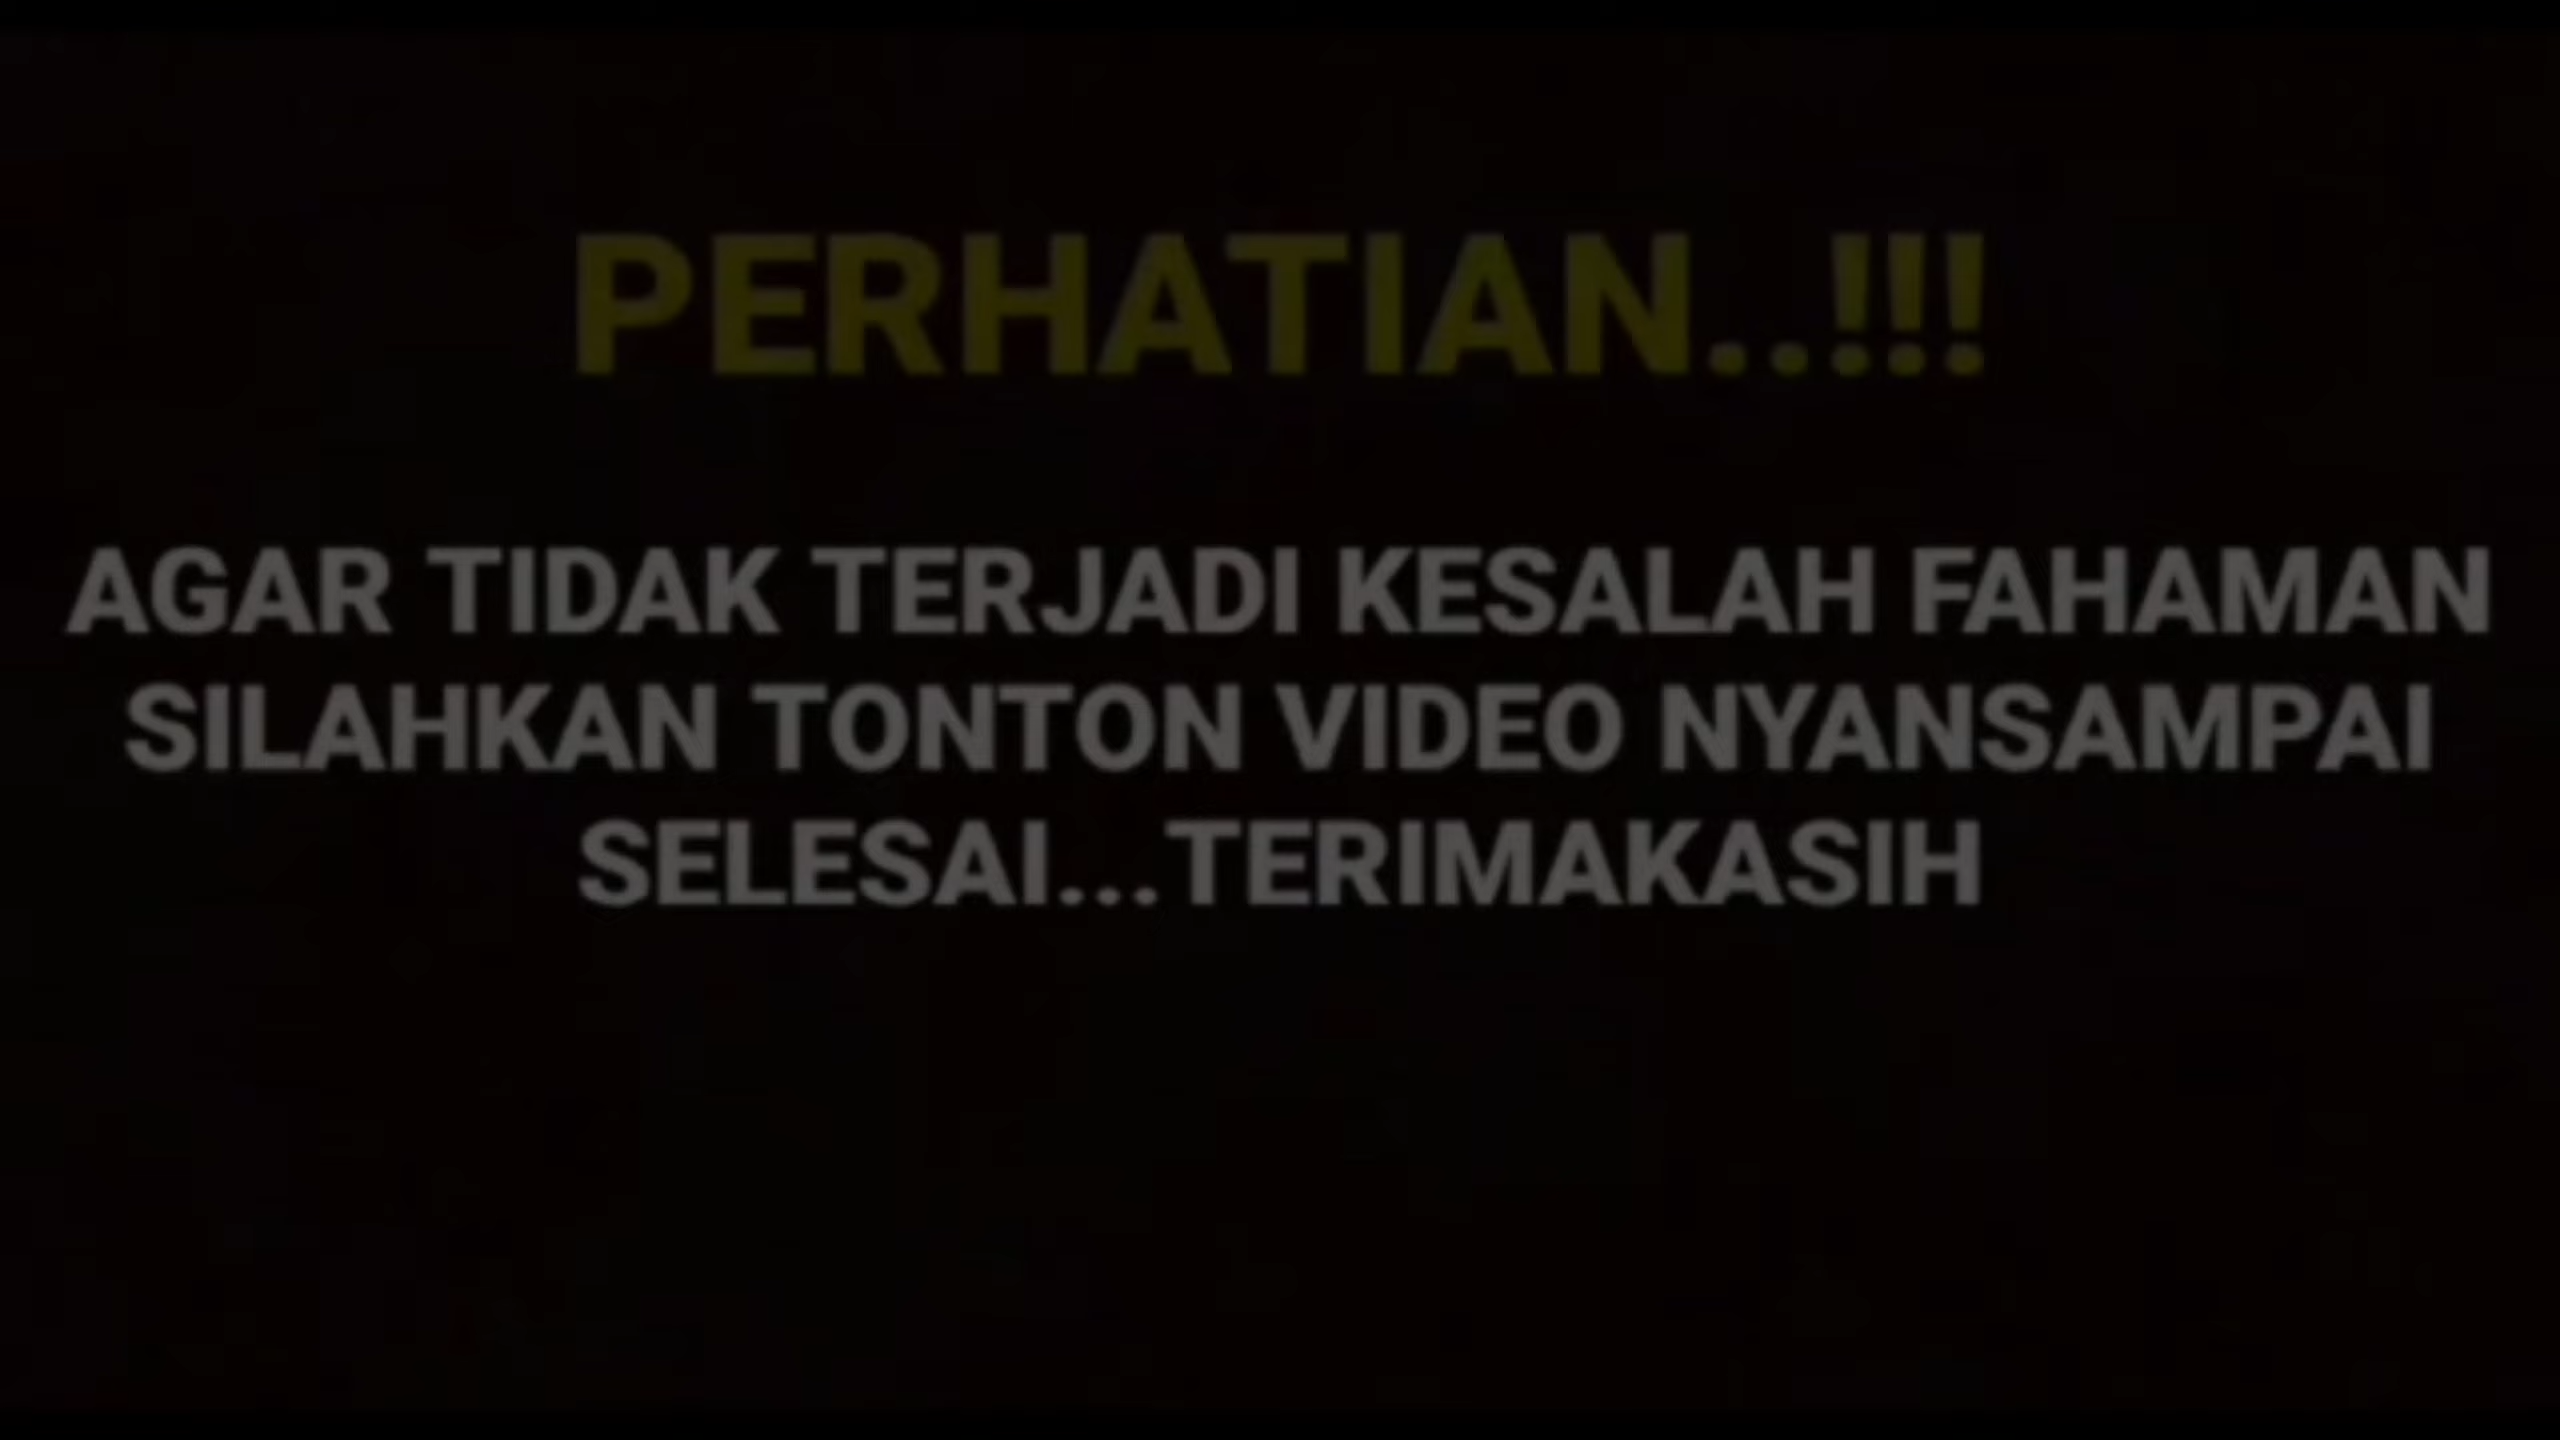 PERHATIAN..!!!
AGAR TIDAK TERJADI KESALAH FAHAMAN
SILAHKAN TONTON VIDEO NYANSAMPAI
SELESAI...TERIMAKASIH